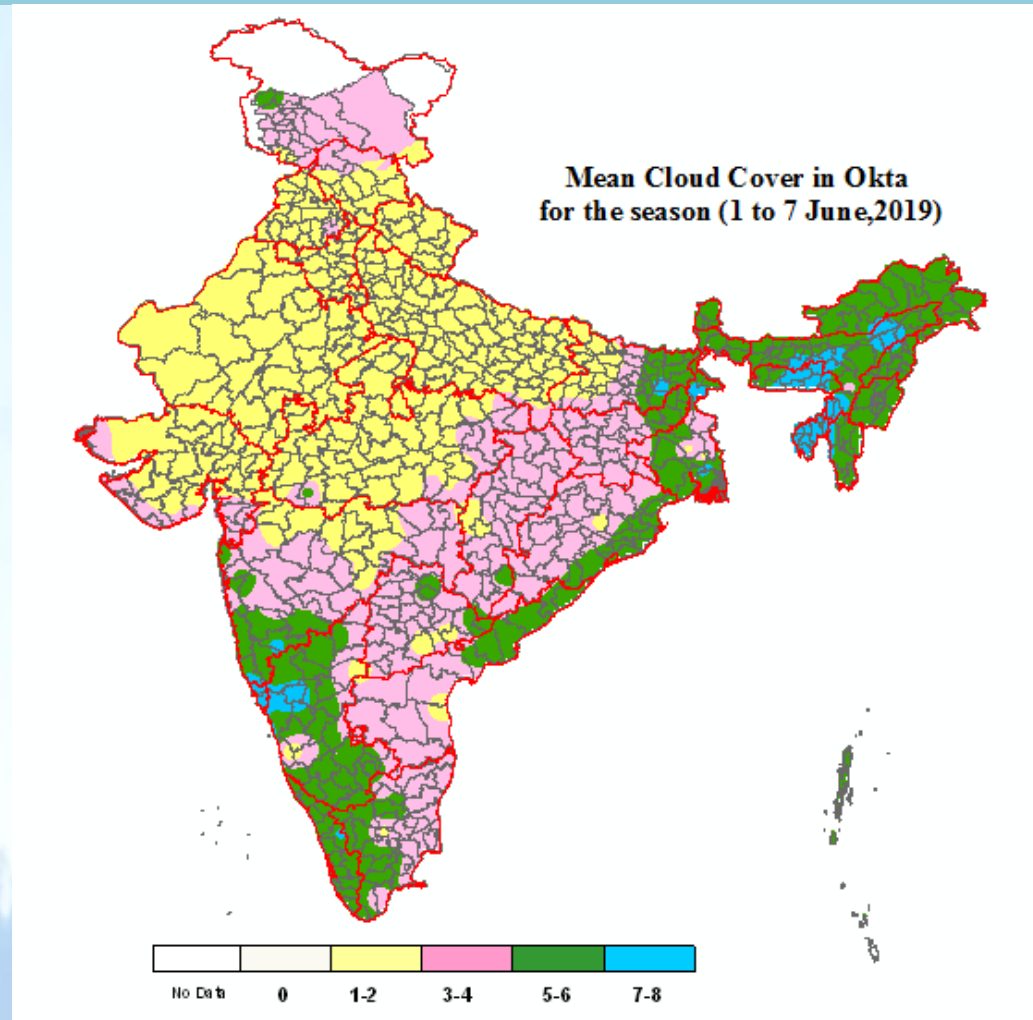 Mean Cloud Cover in Okta
for the season (1 to 7 June,2019)
No Data 0 1-2 3-4 5-6 7-8